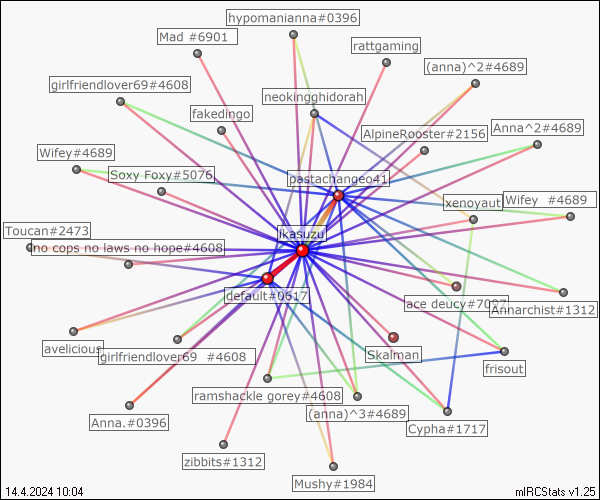 hypomanianna#0396
Mad #6901
rattgaming
(anna)^2#4689
girlfriendlover69#4608
neokingghidorah
fakedingo
AlpineRooster#2156
Anna^2#4689
Wifey#4689
Soxy Foxy#5076
pastachangeo41
xenoyaut
Wifey #4689
Toucan#2473
ikasuzu
no cops no laws no hope#4608
default#0617
ace deucy#7097
Annarchist#1312
avelicious
girlfriendlover69 #4608
Skalman
frisout
ramshackle gorey#4608
(anna)^3#4689
Anna.#0396
Cypha#1717
zibbits#1312
Mushy#1984
14.4.2024 10:04
mIRCStats v1.25